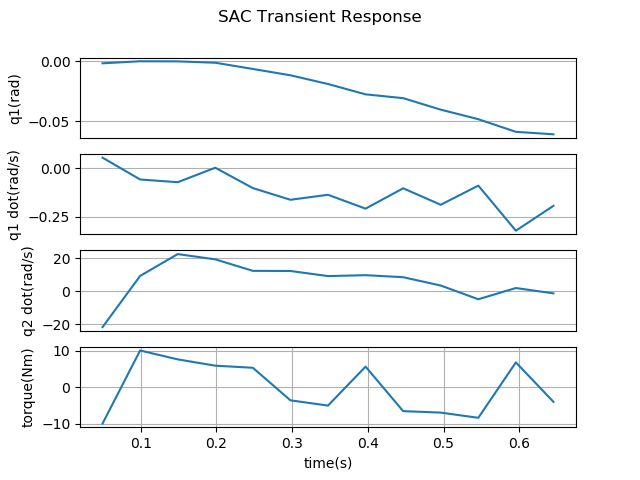 SAC Transient Response
0.00
−0.05
q1(rad)
0.00
−0.25
q1 dot(rad/s)
20
0
−20
q2 dot(rad/s)
10
0
−10
torque(Nm)
0.1 0.2 0.3 0.4 0.5 0.6
time(s)